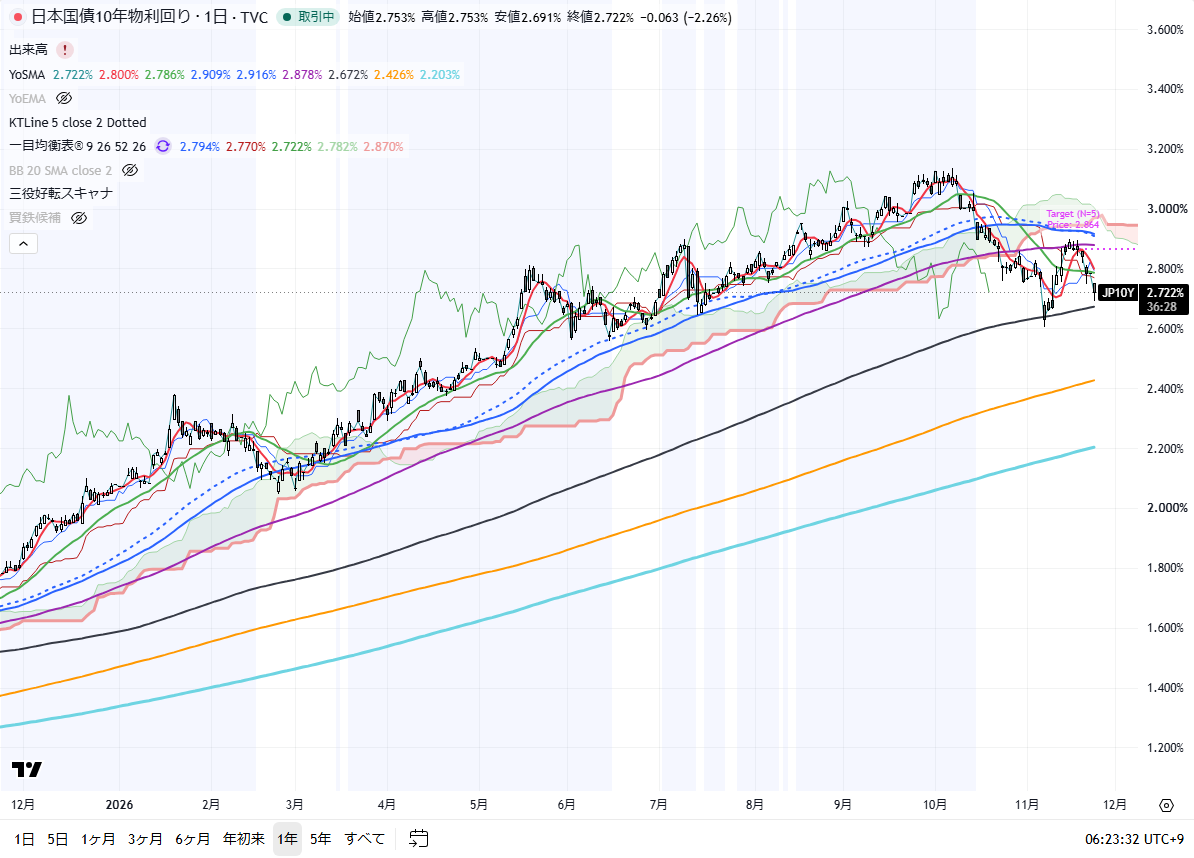 日本国債10年物利回り · 1日 · TVC 取引中 始値2.753% 高値2.753% 安値2.691% 終値2.722% −0.063 (−2.26%)
出来高 !
YoSMA 2.722% 2.800% 2.786% 2.909% 2.916% 2.878% 2.672% 2.426% 2.203%
YoEMA
KTLine 5 close 2 Dotted
一目均衡表® 9 26 52 26 2.794% 2.770% 2.722% 2.782% 2.870%
BB 20 SMA close 2
三役好転スキャナ
買鉄候補
3.600%
3.400%
3.200%
3.000%
2.800%
2.600%
2.400%
2.200%
2.000%
1.800%
1.600%
1.400%
1.200%
Target (N=5)
Price: 2.864
JP10Y 2.722%
36:28
12月 2026 2月 3月 4月 5月 6月 7月 8月 9月 10月 11月 12月
1日 5日 1ヶ月 3ヶ月 6ヶ月 年初来 1年 5年 すべて 06:23:32 UTC+9